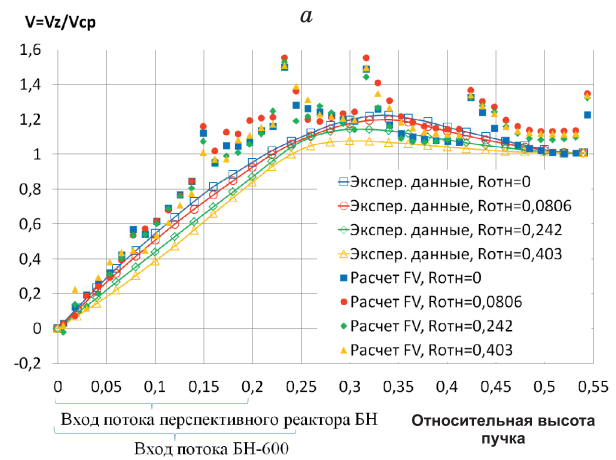 а
V=Vz/Vcp
1,6
1,4
1,2
1
0,8
0,6
0,4
0,2
0
-0,2
Экспер. данные, Rотн=0
Экспер. данные, Rотн=0,0806
Экспер. данные, Rотн=0,242
Экспер. данные, Rотн=0,403
Расчет FV, Rотн=0
Расчет FV, Rотн=0,0806
Расчет FV, Rотн=0,242
Расчет FV, Rотн=0,403
0 0,05 0,1 0,15 0,2 0,25 0,3 0,35 0,4 0,45 0,5 0,55
Вход потока перспективного реактора БН
Вход потока БН-600
Относительная высота
пучка